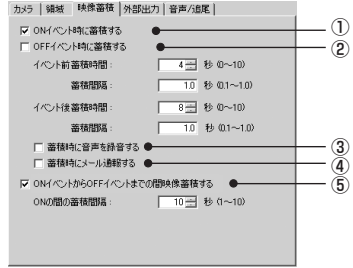 カメラ 領域 映像蓄積 外部出力 音声/追尾
ONイベント時に蓄積する ①
OFFイベント時に蓄積する ②
イベント前蓄積時間： 4 秒 (0～10)
蓄積間隔： 1.0 秒 (0.1～1.0)
イベント後蓄積時間： 8 秒 (0～10)
蓄積間隔： 1.0 秒 (0.1～1.0)
蓄積時に音声を録音する ③
蓄積時にメール通報する ④
ONイベントからOFFイベントまでの間映像蓄積する ⑤
ONの間の蓄積間隔： 10 秒 (1～10)